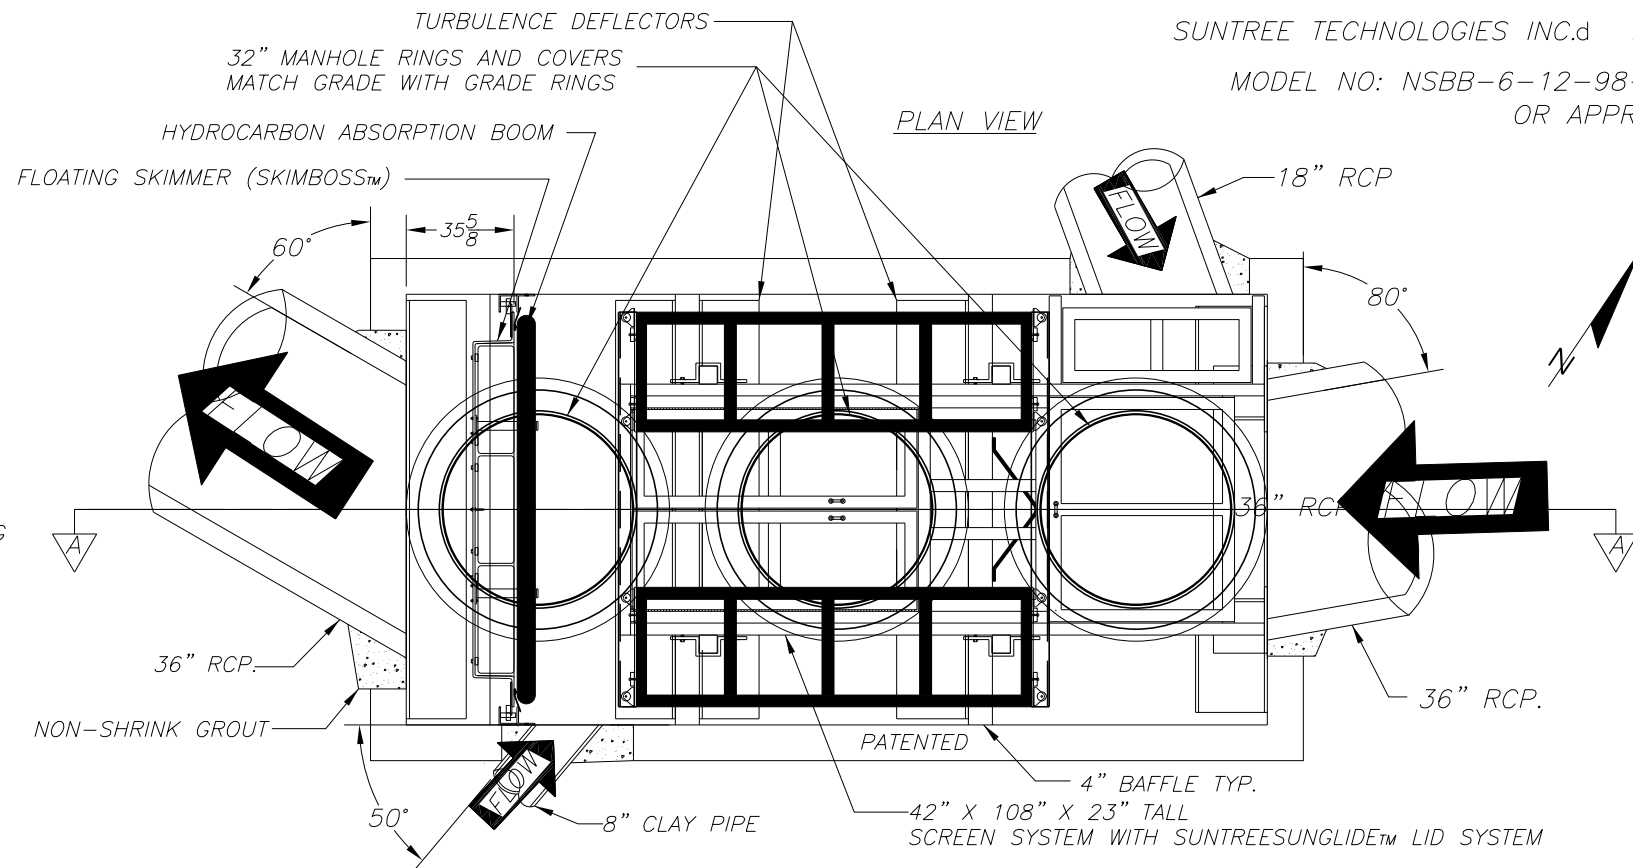 TURBULENCE DEFLECTORS
SUNTREE TECHNOLOGIES INC.d
32" MANHOLE RINGS AND COVERS
MATCH GRADE WITH GRADE RINGS
MODEL NO: NSBB-6-12-98-
OR APPR
PLAN VIEW
HYDROCARBON ABSORPTION BOOM
FLOATING SKIMMER (SKIMBOSS™)
18" RCP
FLOW
35 5/8
60°
80°
N
FLOW
36" RCP
FLOW
A
A
G
36" RCP.
36" RCP.
NON-SHRINK GROUT
PATENTED
FLOW
4" BAFFLE TYP.
50°
8" CLAY PIPE
42" X 108" X 23" TALL
SCREEN SYSTEM WITH SUNTREESUNGLIDE™ LID SYSTEM